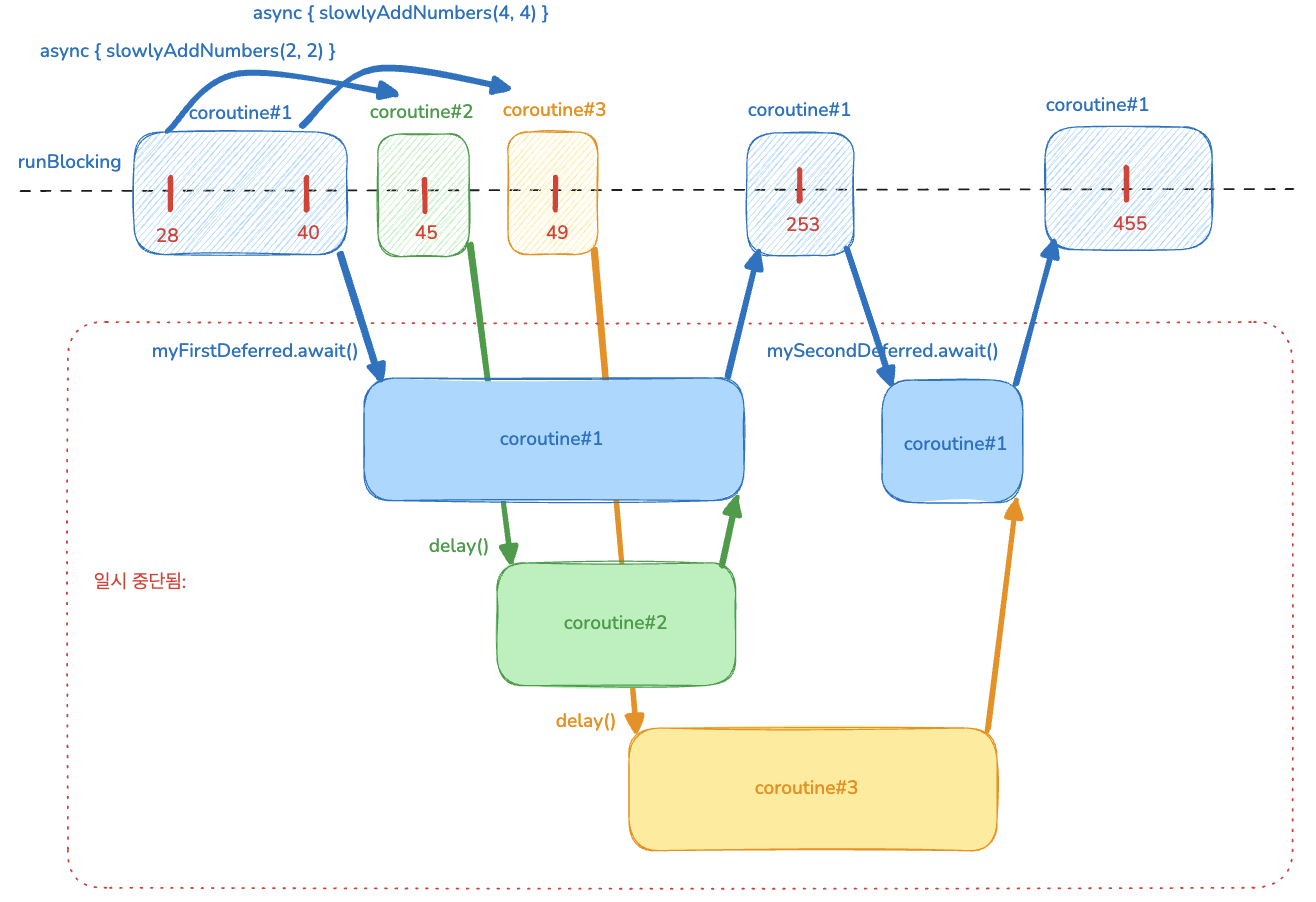 async { slowlyAddNumbers(4, 4) }
async { slowlyAddNumbers(2, 2) }
coroutine#1
coroutine#2
coroutine#3
coroutine#1
coroutine#1
runBlocking
28
40
45
49
253
455
myFirstDeferred.await()
mySecondDeferred.await()
coroutine#1
coroutine#1
delay()
일시 중단됨:
coroutine#2
delay()
coroutine#3